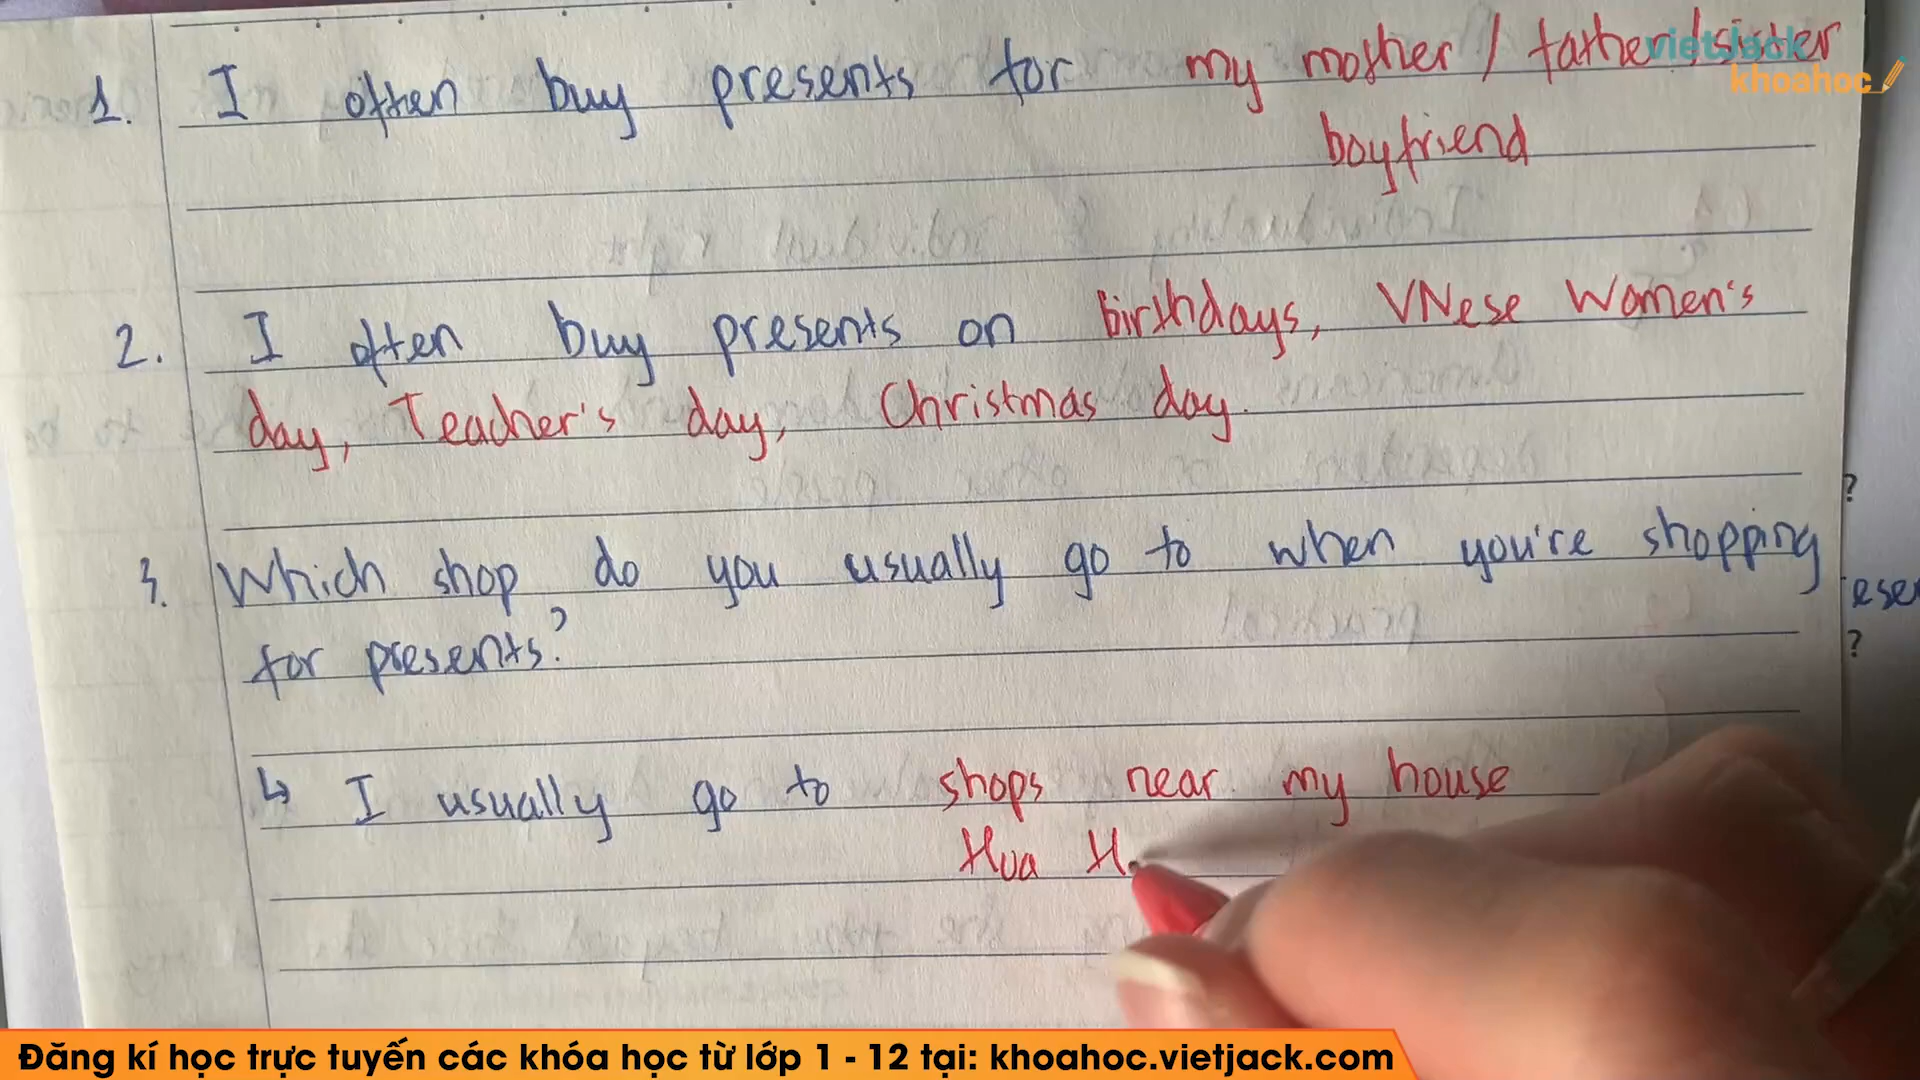 1. I often buy presents for my mother / father/sister
boyfriend
vietJack
khoahoc
2. I often buy presents on birthdays, VNese Women's
day, Teacher's day, Christmas day.
?
3. Which shop do you usually go to when you're shopping
for presents?
ese
?
↳ I usually go to shops near my house
Hua H
Đăng kí học trực tuyến các khóa học từ lớp 1 - 12 tại: khoahoc.vietjack.com